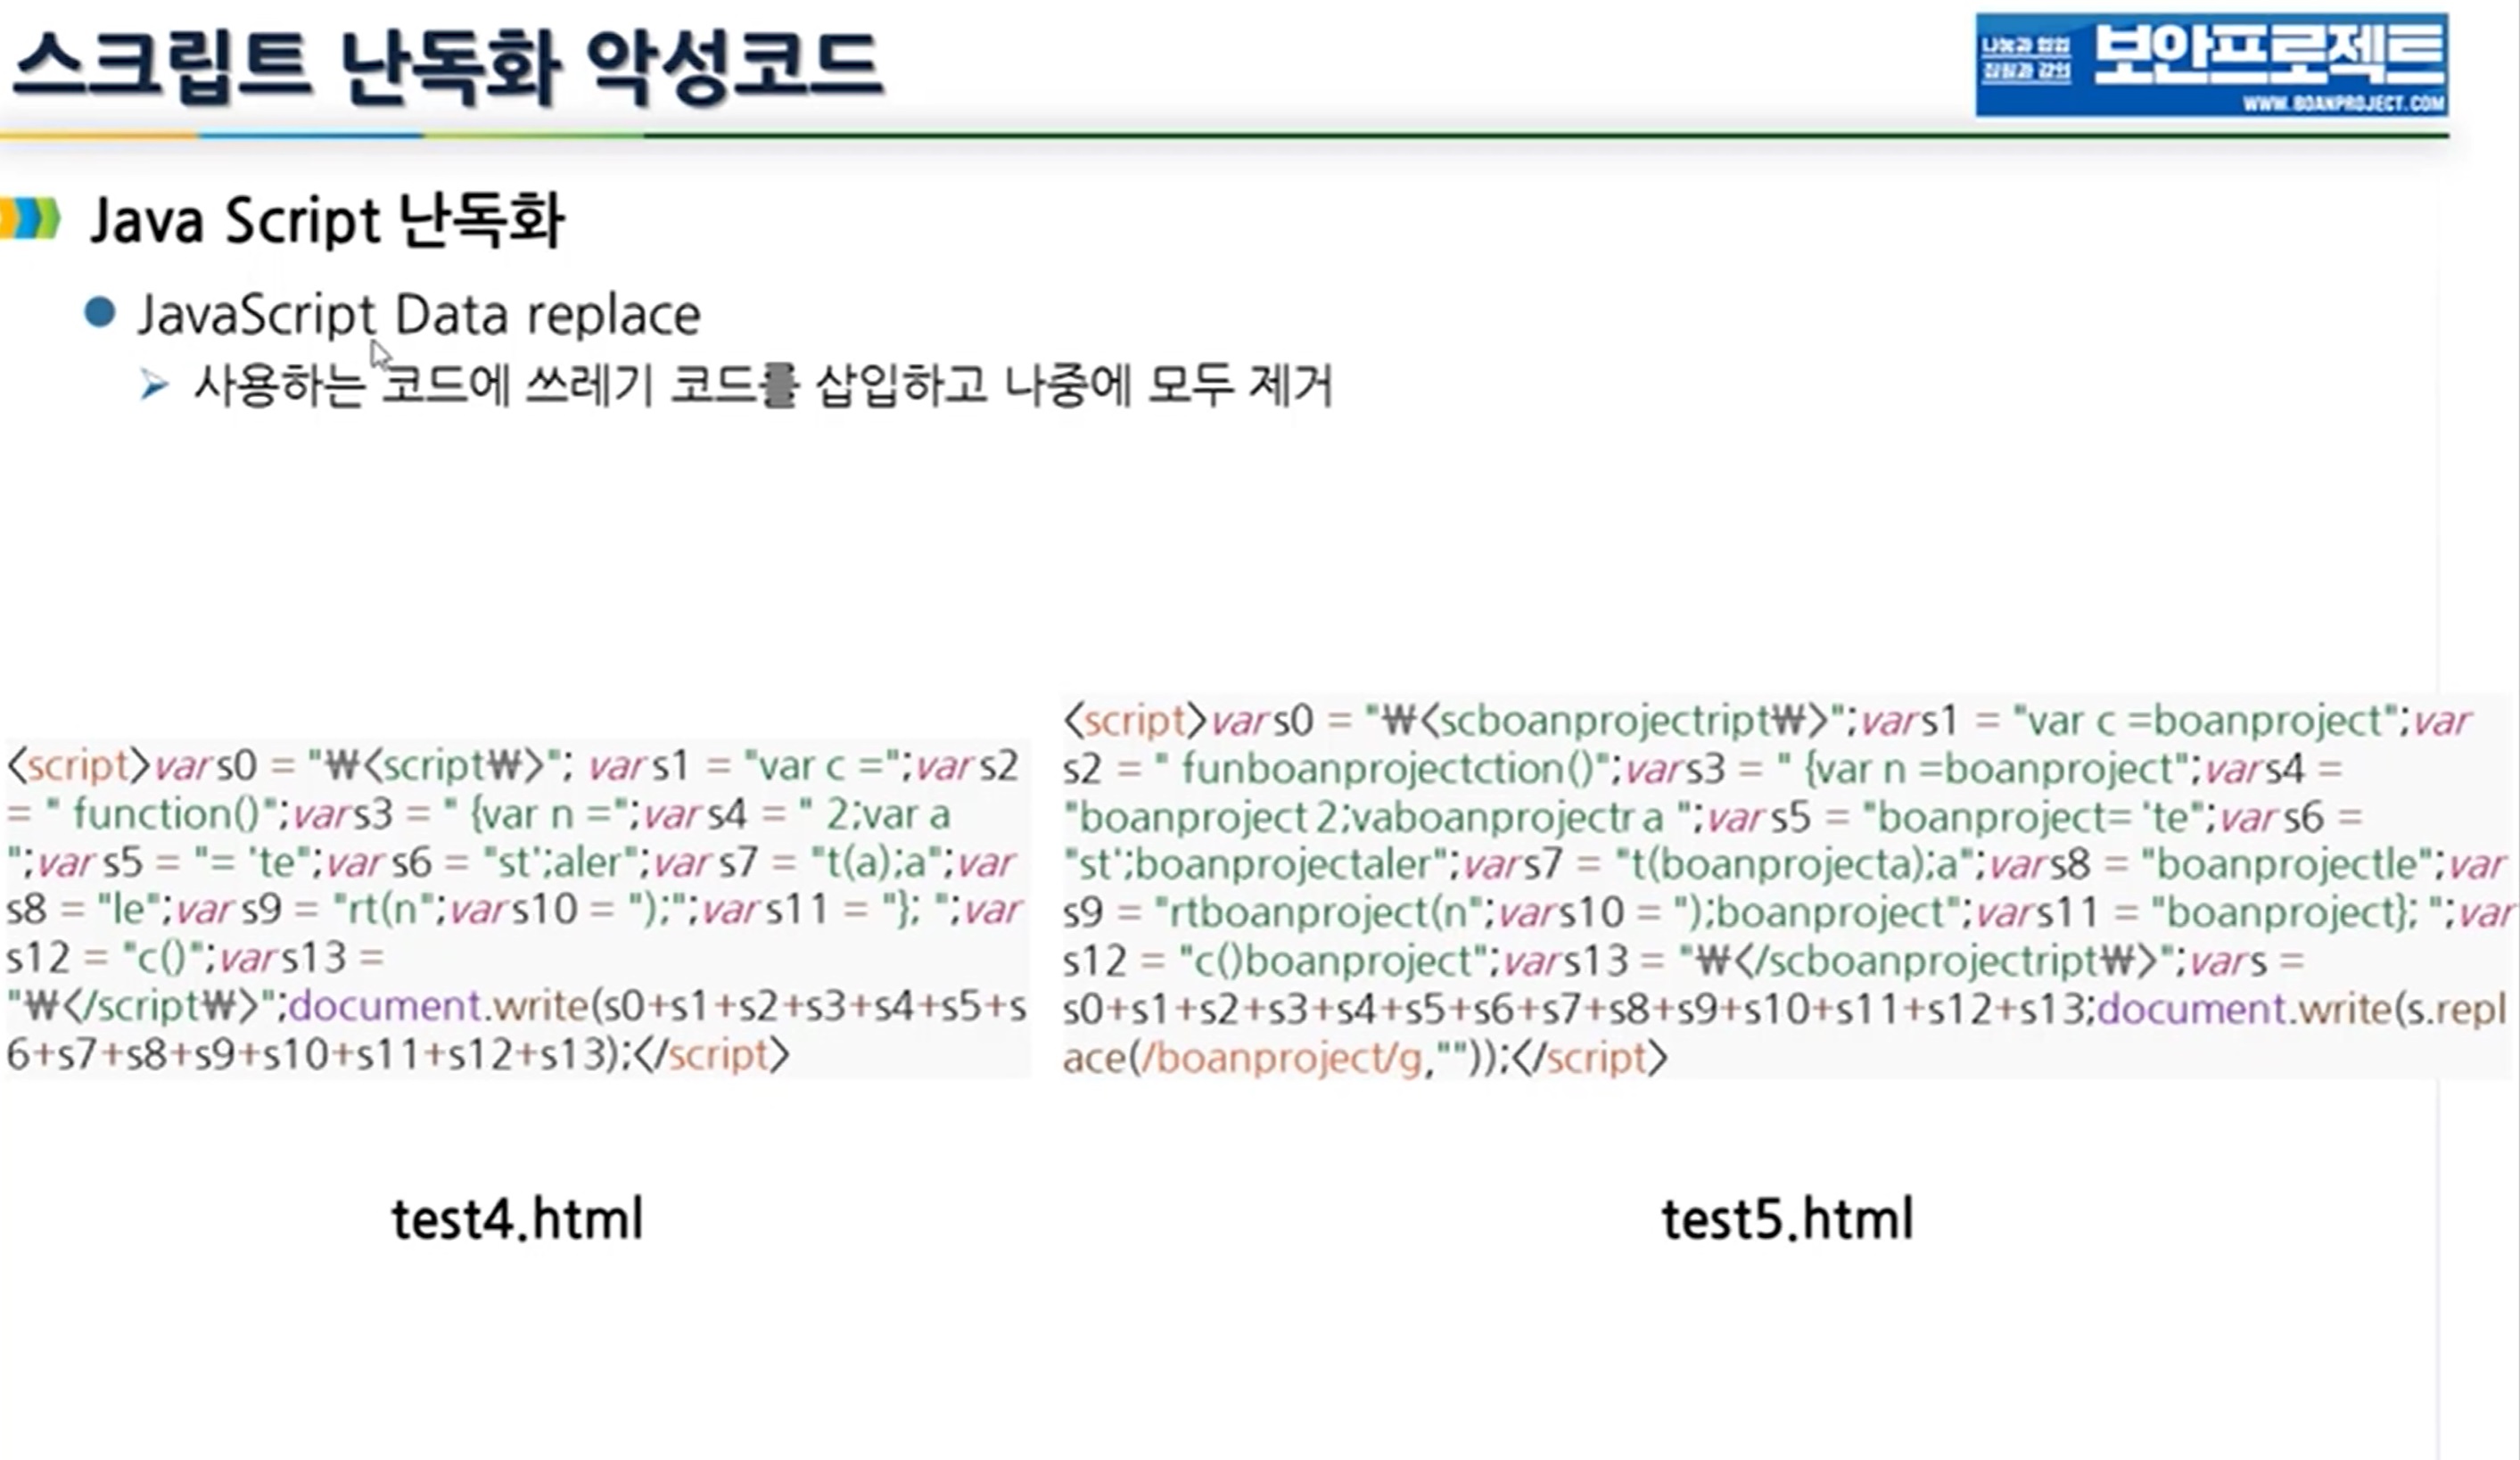 스크립트 난독화 악성코드
나눔과 협업
집필과 강의
보안프로젝트
WWW.BOANPROJECT.COM
Java Script 난독화
JavaScript Data replace
사용하는 코드에 쓰레기 코드를 삽입하고 나중에 모두 제거
<script>var s0 = "₩<script₩>"; var s1 = "var c =";var s2
= " function()";var s3 = " {var n =";var s4 = " 2;var a
";var s5 = "= 'te";var s6 = "st';aler";var s7 = "t(a);a";var
s8 = "le";var s9 = "rt(n";var s10 = ");";var s11 = "}; ";var
s12 = "c()";var s13 =
"₩</script₩>";document.write(s0+s1+s2+s3+s4+s5+s
6+s7+s8+s9+s10+s11+s12+s13);</script>
test4.html
<script>var s0 = "₩<scboanprojectript₩>";var s1 = "var c =boanproject";var
s2 = " funboanprojectction()";var s3 = " {var n =boanproject";var s4 =
"boanproject 2;vaboanprojectr a ";var s5 = "boanproject= 'te";var s6 =
"st';boanprojectaler";var s7 = "t(boanprojecta);a";var s8 = "boanprojectle";var
s9 = "rtboanproject(n";var s10 = ");boanproject";var s11 = "boanproject}; ";var
s12 = "c()boanproject";var s13 = "₩</scboanprojectript₩>";var s =
s0+s1+s2+s3+s4+s5+s6+s7+s8+s9+s10+s11+s12+s13;document.write(s.repl
ace(/boanproject/g,""));</script>
test5.html